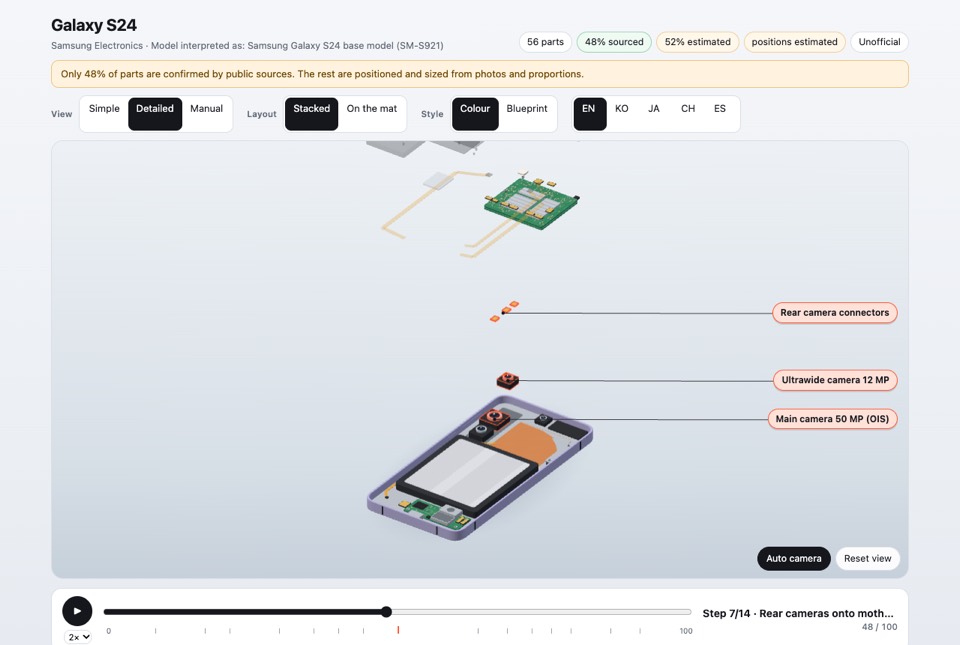 Galaxy S24
Samsung Electronics · Model interpreted as: Samsung Galaxy S24 base model (SM-S921)
56 parts
48% sourced
52% estimated
positions estimated
Unofficial
Only 48% of parts are confirmed by public sources. The rest are positioned and sized from photos and proportions.
View
Simple
Detailed
Manual
Layout
Stacked
On the mat
Style
Colour
Blueprint
EN
KO
JA
CH
ES
Rear camera connectors
Ultrawide camera 12 MP
Main camera 50 MP (OIS)
Auto camera
Reset view
Step 7/14 · Rear cameras onto moth…
48 / 100
2×
0
100